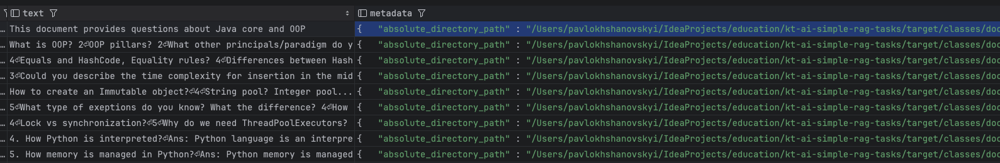 text metadata
… This document provides questions about Java core and OOP { "absolute_directory_path" : "/Users/pavlokhshanovskyi/IdeaProjects/education/kt-ai-simple-rag-tasks/target/classes/doc
… What is OOP? 2⏎OOP pillars? 2⏎What other principals/paradigm do y { "absolute_directory_path" : "/Users/pavlokhshanovskyi/IdeaProjects/education/kt-ai-simple-rag-tasks/target/classes/doc
… 4⏎Equals and HashCode, Equality rules? 4⏎Differences between Hash { "absolute_directory_path" : "/Users/pavlokhshanovskyi/IdeaProjects/education/kt-ai-simple-rag-tasks/target/classes/doc
… 3⏎Could you describe the time complexity for insertion in the mid { "absolute_directory_path" : "/Users/pavlokhshanovskyi/IdeaProjects/education/kt-ai-simple-rag-tasks/target/classes/doc
… How to create an Immutable object?⏎4⏎String pool? Integer pool... { "absolute_directory_path" : "/Users/pavlokhshanovskyi/IdeaProjects/education/kt-ai-simple-rag-tasks/target/classes/doc
… 5⏎What type of exeptions do you know? What the difference? 4⏎How { "absolute_directory_path" : "/Users/pavlokhshanovskyi/IdeaProjects/education/kt-ai-simple-rag-tasks/target/classes/doc
… 4⏎Lock vs synchronization?⏎5⏎Why do we need ThreadPoolExecutors? { "absolute_directory_path" : "/Users/pavlokhshanovskyi/IdeaProjects/education/kt-ai-simple-rag-tasks/target/classes/doc
… 4. How Python is interpreted?⏎Ans: Python language is an interpre { "absolute_directory_path" : "/Users/pavlokhshanovskyi/IdeaProjects/education/kt-ai-simple-rag-tasks/target/classes/doc
… 5. How memory is managed in Python?⏎Ans: Python memory is managed { "absolute_directory_path" : "/Users/pavlokhshanovskyi/IdeaProjects/education/kt-ai-simple-rag-tasks/target/classes/doc